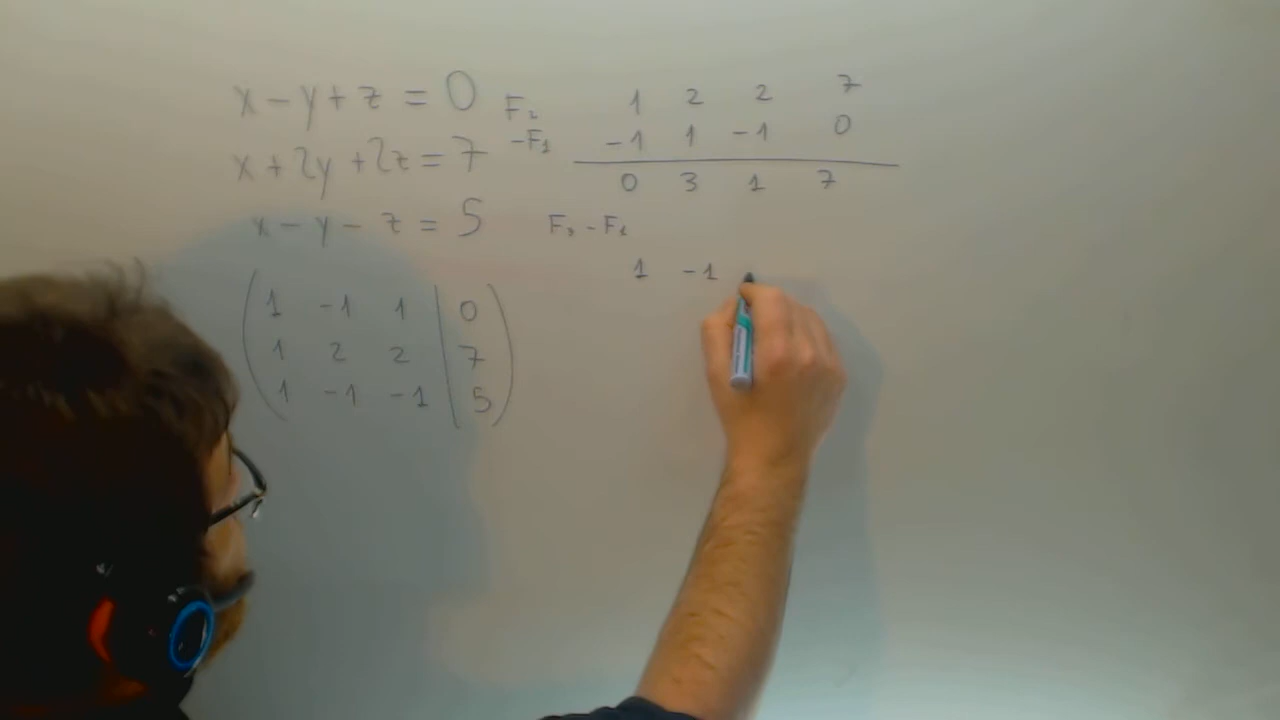 x - y + z = 0
x + 2y + 2z = 7
x - y - z = 5
1 -1 1 | 0
1 2 2 | 7
1 -1 -1 | 5
F₂ 1 2 2 7
-F₁ -1 1 -1 0
0 3 1 7
F₃ - F₁
1 -1